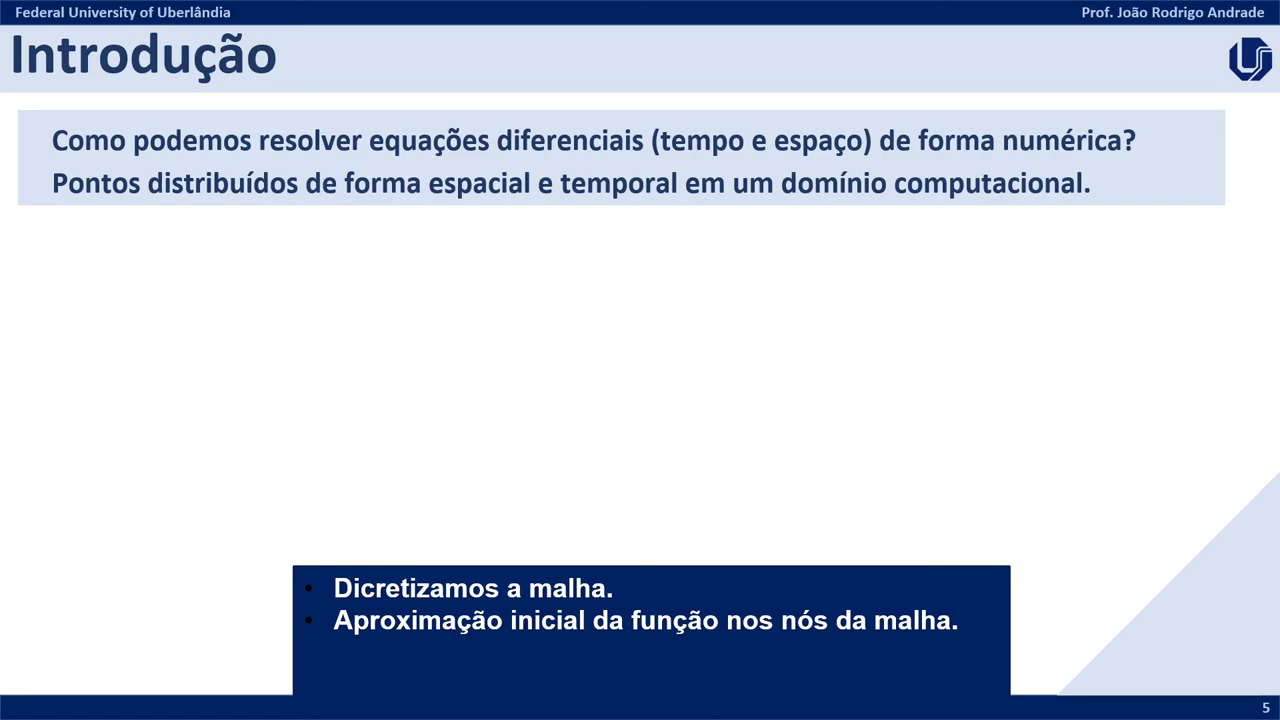 Federal University of Uberlândia
Prof. João Rodrigo Andrade
Introdução
Como podemos resolver equações diferenciais (tempo e espaço) de forma numérica?
Pontos distribuídos de forma espacial e temporal em um domínio computacional.
• Dicretizamos a malha.
• Aproximação inicial da função nos nós da malha.
5